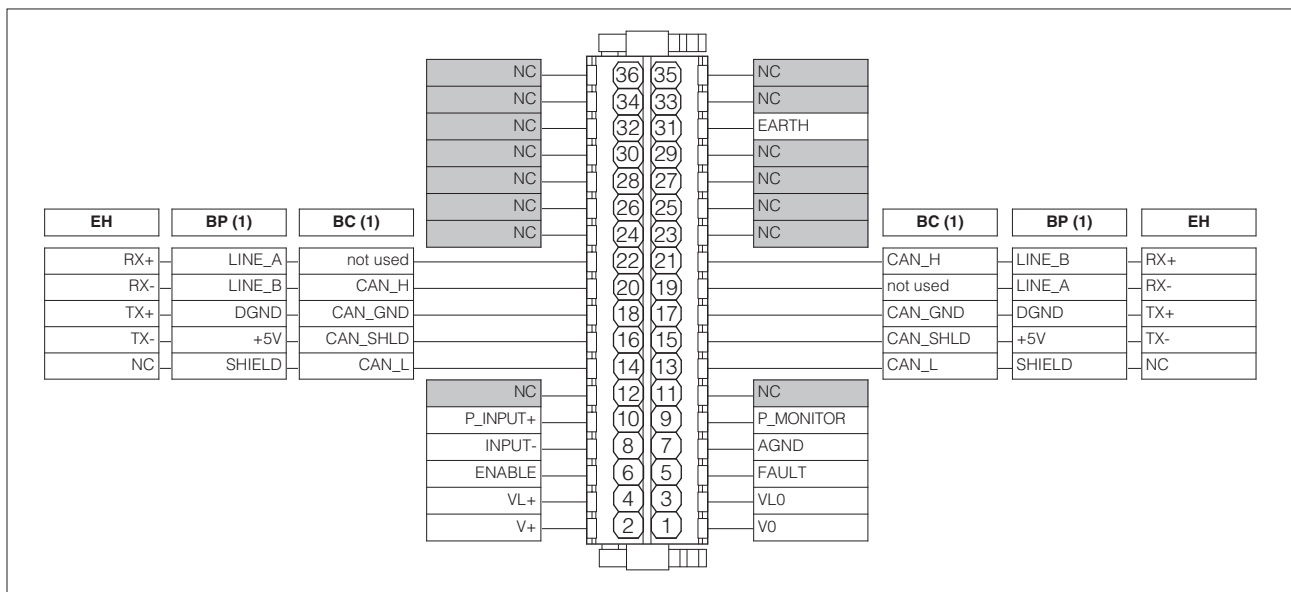 NC 36 35 NC
NC 34 33 NC
NC 32 31 EARTH
NC 30 29 NC
NC 28 27 NC
NC 26 25 NC
EH BP (1) BC (1) NC 24 23 NC BC (1) BP (1) EH
RX+ LINE_A not used 22 21 CAN_H LINE_B RX+
RX- LINE_B CAN_H 20 19 not used LINE_A RX-
TX+ DGND CAN_GND 18 17 CAN_GND DGND TX+
TX- +5V CAN_SHLD 16 15 CAN_SHLD +5V TX-
NC SHIELD CAN_L 14 13 CAN_L SHIELD NC
NC 12 11 NC
P_INPUT+ 10 9 P_MONITOR
INPUT- 8 7 AGND
ENABLE 6 5 FAULT
VL+ 4 3 VL0
V+ 2 1 V0